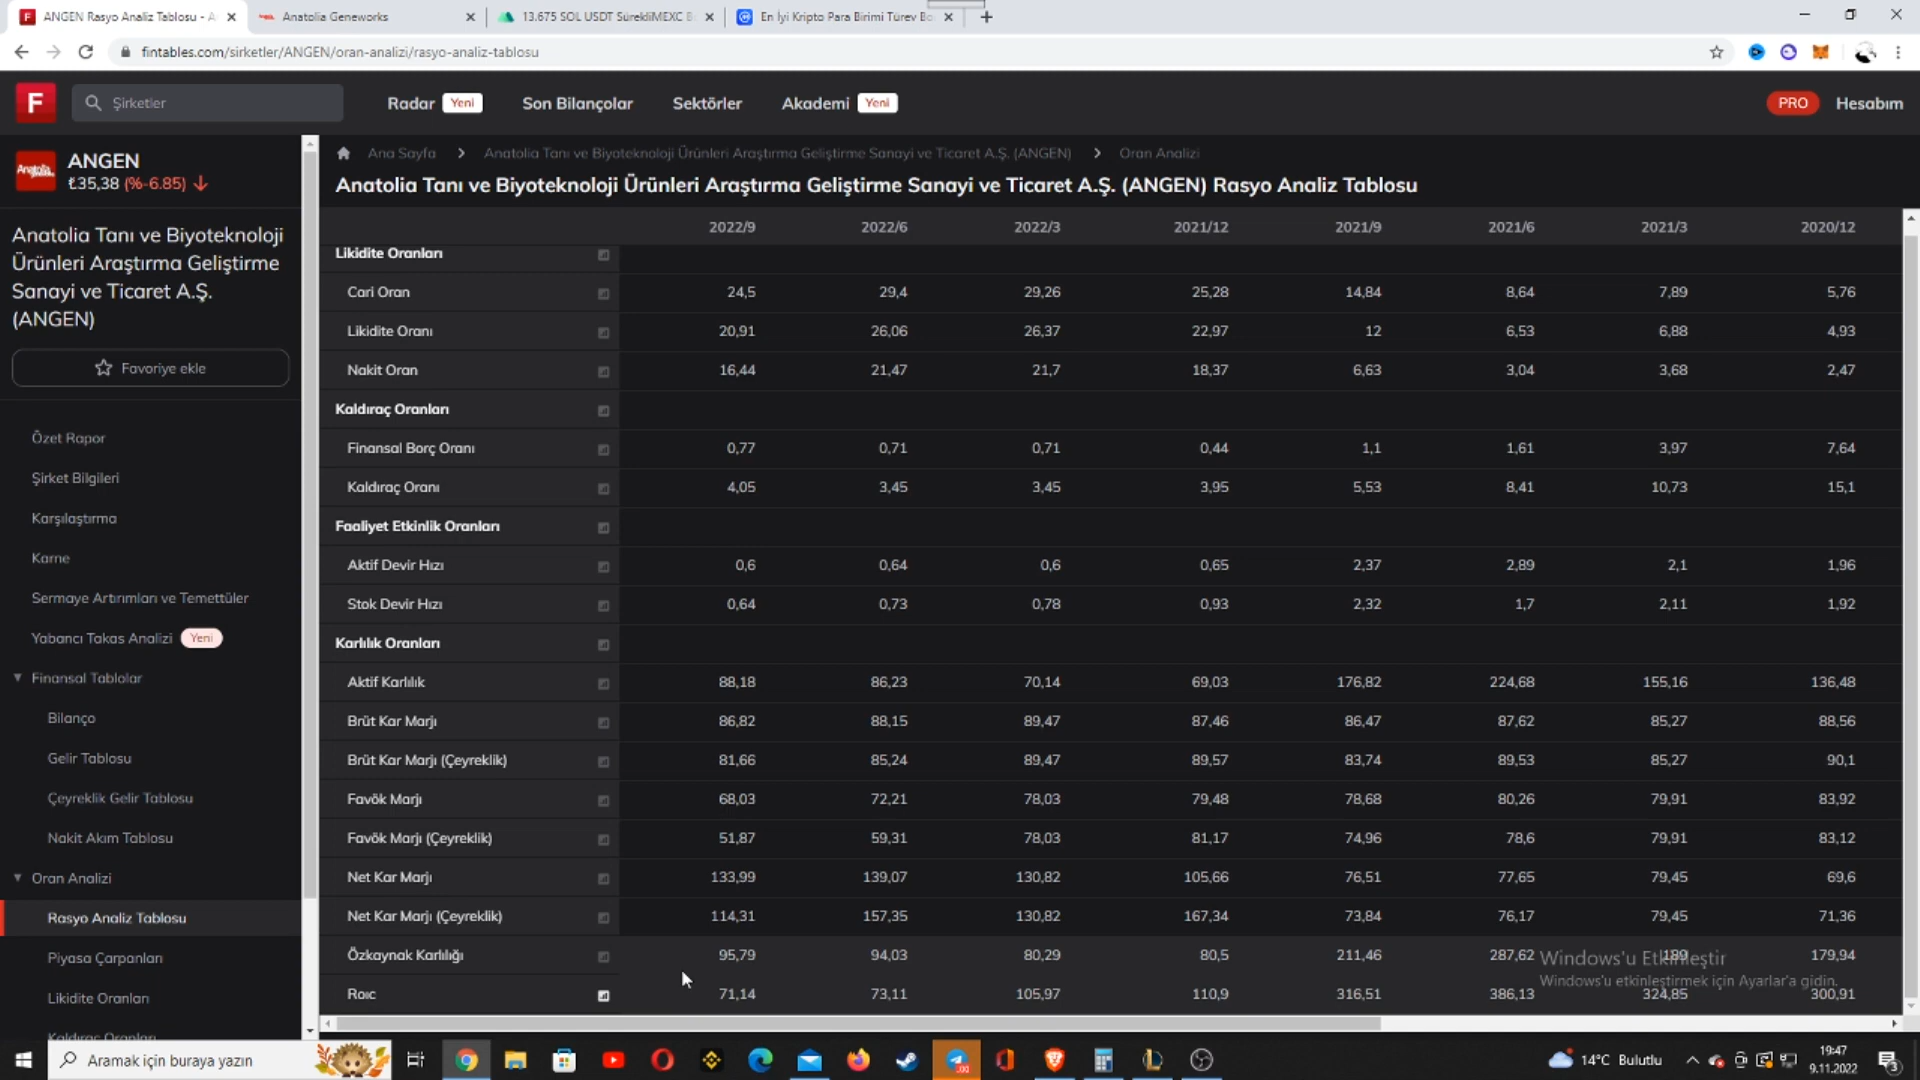 ANGEN Rasyo Analiz Tablosu - A
Anatolia Geneworks
13.675 SOL USDT SürekliMEXC B
En İyi Kripto Para Birimi Türev Bo
fintables.com/sirketler/ANGEN/oran-analizi/rasyo-analiz-tablosu
F
Şirketler
Radar Yeni
Son Bilançolar
Sektörler
Akademi Yeni
PRO
Hesabım
ANGEN
₺35,38 (%-6.85)
Anatolia Tanı ve Biyoteknoloji
Ürünleri Araştırma Geliştirme
Sanayi ve Ticaret A.Ş.
(ANGEN)
Favoriye ekle
Özet Rapor
Şirket Bilgileri
Karşılaştırma
Karne
Sermaye Artırımları ve Temettüler
Yabancı Takas Analizi Yeni
Finansal Tablolar
Bilanço
Gelir Tablosu
Çeyreklik Gelir Tablosu
Nakit Akım Tablosu
Oran Analizi
Rasyo Analiz Tablosu
Piyasa Çarpanları
Likidite Oranları
Kaldıraç Oranları
Ana Sayfa > Anatolia Tanı ve Biyoteknoloji Ürünleri Araştırma Geliştirme Sanayi ve Ticaret A.Ş. (ANGEN) > Oran Analizi
Anatolia Tanı ve Biyoteknoloji Ürünleri Araştırma Geliştirme Sanayi ve Ticaret A.Ş. (ANGEN) Rasyo Analiz Tablosu
2022/9 2022/6 2022/3 2021/12 2021/9 2021/6 2021/3 2020/12
Likidite Oranları
Cari Oran 24,5 29,4 29,26 25,28 14,84 8,64 7,89 5,76
Likidite Oranı 20,91 26,06 26,37 22,97 12 6,53 6,88 4,93
Nakit Oran 16,44 21,47 21,7 18,37 6,63 3,04 3,68 2,47
Kaldıraç Oranları
Finansal Borç Oranı 0,77 0,71 0,71 0,44 1,1 1,61 3,97 7,64
Kaldıraç Oranı 4,05 3,45 3,45 3,95 5,53 8,41 10,73 15,1
Faaliyet Etkinlik Oranları
Aktif Devir Hızı 0,6 0,64 0,6 0,65 2,37 2,89 2,1 1,96
Stok Devir Hızı 0,64 0,73 0,78 0,93 2,32 1,7 2,11 1,92
Karlılık Oranları
Aktif Karlılık 88,18 86,23 70,14 69,03 176,82 224,68 155,16 136,48
Brüt Kar Marjı 86,82 88,15 89,47 87,46 86,47 87,62 85,27 88,56
Brüt Kar Marjı (Çeyreklik) 81,66 85,24 89,47 89,57 83,74 89,53 85,27 90,1
Favök Marjı 68,03 72,21 78,03 79,48 78,68 80,26 79,91 83,92
Favök Marjı (Çeyreklik) 51,87 59,31 78,03 81,17 74,96 78,6 79,91 83,12
Net Kar Marjı 133,99 139,07 130,82 105,66 76,51 77,65 79,45 69,6
Net Kar Marjı (Çeyreklik) 114,31 157,35 130,82 167,34 73,84 76,17 79,45 71,36
Özkaynak Karlılığı 95,79 94,03 80,29 80,5 211,46 287,62 189 179,94
Roıc 71,14 73,11 105,97 110,9 316,51 386,13 324,85 300,91
Windows'u Etkinleştir
Windows'u etkinleştirmek için Ayarlar'a gidin.
Aramak için buraya yazın
14°C Bulutlu
19:47
9.11.2022
3